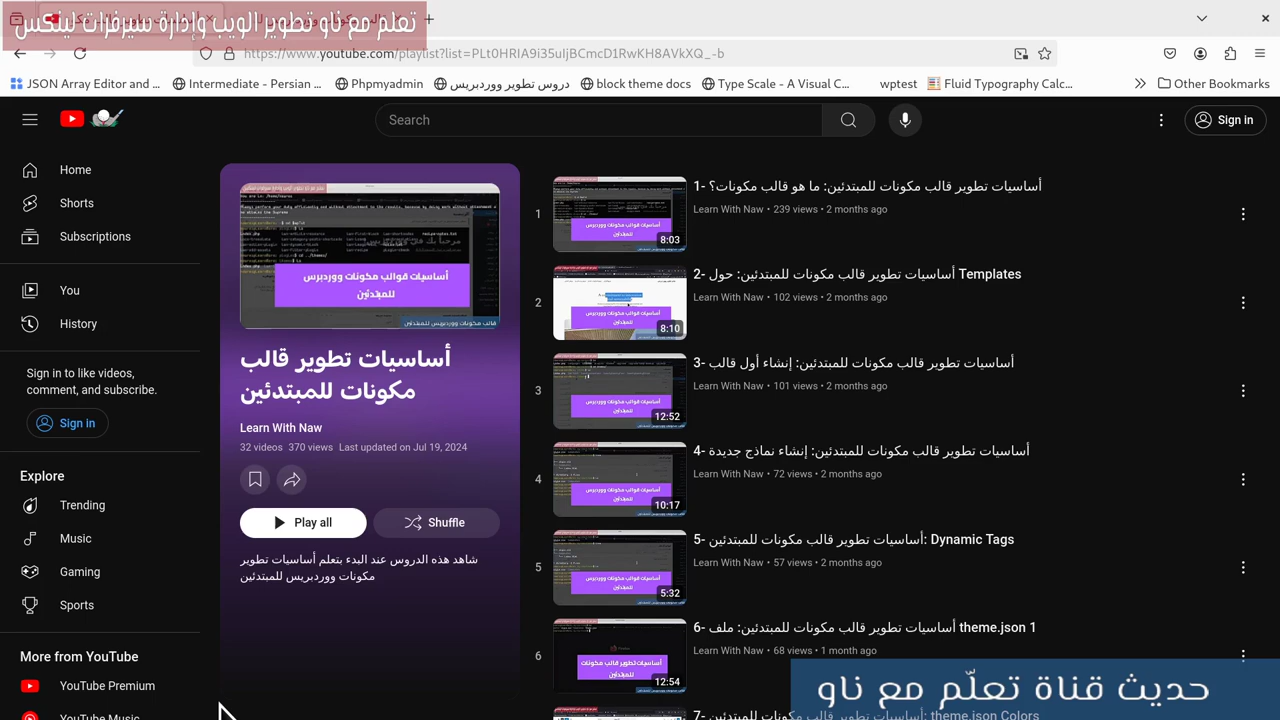 تعلم مع ناو تطوير الويب وإدارة سيرفرات لينكس
https://www.youtube.com/playlist?list=PLt0HRIA9i35uIjBCmcD1RwKH8AVkXQ_-b
JSON Array Editor and ...
Intermediate - Persian ...
Phpmyadmin
دروس تطوير ووردبريس
block theme docs
Type Scale - A Visual C...
wptest
Fluid Typography Calc...
Other Bookmarks
Search
Sign in
Home
Shorts
Subscriptions
You
History
Sign in to like videos,
comment, and subscribe.
Sign in
Explore
Trending
Music
Gaming
Sports
More from YouTube
YouTube Premium
YouTube Music
أساسيات قوالب مكونات ووردبرس
للمبتدئين
قالب مكونات ووردبرس للمبتدئين
أساسيات تطوير قالب
مكونات للمبتدئين
Learn With Naw
32 videos 370 views Last updated on Jul 19, 2024
Play all
Shuffle
شاهد هذه الدروس عند البدء بتعلم أساسيات تطوير
مكونات ووردبريس للمبتدئين
1
8:03
أساسيات تطوير قالب مكونات للمبتدئين: ما هو قالب
Learn With Naw • 239 views • 2 months ago
8:10
2- أساسيات تطوير قالب مكونات للمبتدئين: حول Templates
Learn With Naw • 102 views • 2 months ago
3
12:52
3- أساسيات تطوير قالب مكونات للمبتدئين: إنشاء أول قالب
Learn With Naw • 101 views • 2 months ago
4
10:17
4- أساسيات تطوير قالب مكونات للمبتدئين: إنشاء نماذج جديدة
Learn With Naw • 72 views • 2 months ago
5
5:32
5- أساسيات تطوير قالب مكونات للمبتدئين: Dynamic Tags
Learn With Naw • 57 views • 2 months ago
6
12:54
6- أساسيات تطوير قالب مكونات للمبتدئين: ملف theme.json 1
Learn With Naw • 68 views • 1 month ago
حديث قناة تعلّم مع ناو